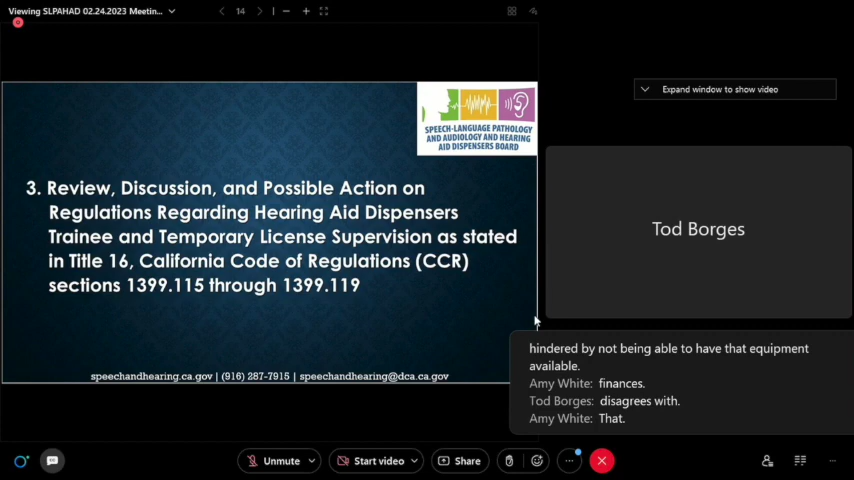 Viewing SLPAHAD 02.24.2023 Meetin...
14
SPEECH-LANGUAGE PATHOLOGY
AND AUDIOLOGY AND HEARING
AID DISPENSERS BOARD
3. Review, Discussion, and Possible Action on
Regulations Regarding Hearing Aid Dispensers
Trainee and Temporary License Supervision as stated
in Title 16, California Code of Regulations (CCR)
sections 1399.115 through 1399.119
speechandhearing.ca.gov | (916) 287-7915 | speechandhearing@dca.ca.gov
Expand window to show video
Tod Borges
hindered by not being able to have that equipment
available.
Amy White: finances.
Tod Borges: disagrees with.
Amy White: That.
Unmute
Start video
Share